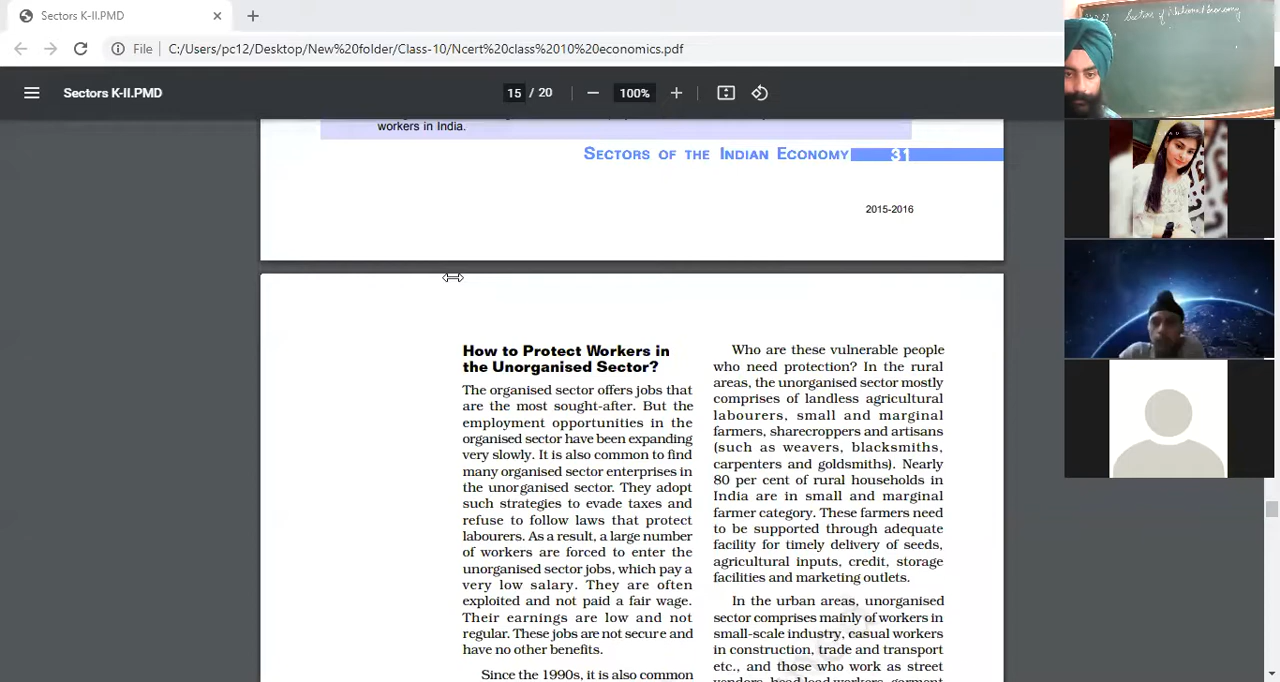 Sectors K-II.PMD
File
C:/Users/pc12/Desktop/New%20folder/Class-10/Ncert%20class%2010%20economics.pdf
Sectors K-II.PMD
15 / 20
100%
workers in India.
SECTORS OF THE INDIAN ECONOMY 31
2015-2016
How to Protect Workers in
the Unorganised Sector?
The organised sector offers jobs that
are the most sought-after. But the
employment opportunities in the
organised sector have been expanding
very slowly. It is also common to find
many organised sector enterprises in
the unorganised sector. They adopt
such strategies to evade taxes and
refuse to follow laws that protect
labourers. As a result, a large number
of workers are forced to enter the
unorganised sector jobs, which pay a
very low salary. They are often
exploited and not paid a fair wage.
Their earnings are low and not
regular. These jobs are not secure and
have no other benefits.
Since the 1990s, it is also common
Who are these vulnerable people
who need protection? In the rural
areas, the unorganised sector mostly
comprises of landless agricultural
labourers, small and marginal
farmers, sharecroppers and artisans
(such as weavers, blacksmiths,
carpenters and goldsmiths). Nearly
80 per cent of rural households in
India are in small and marginal
farmer category. These farmers need
to be supported through adequate
facility for timely delivery of seeds,
agricultural inputs, credit, storage
facilities and marketing outlets.
In the urban areas, unorganised
sector comprises mainly of workers in
small-scale industry, casual workers
in construction, trade and transport
etc., and those who work as street
vendors, head load workers, garment
Sectors of Economy